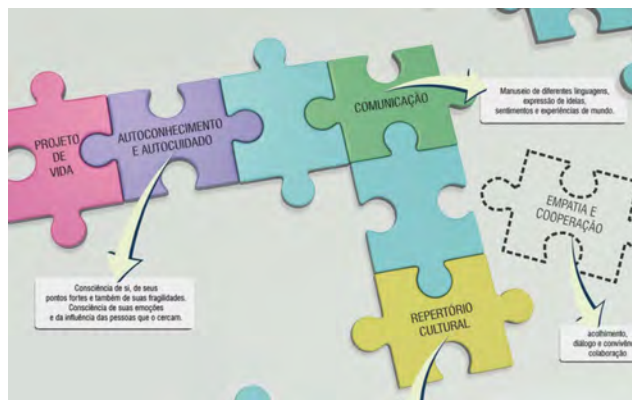 PROJETO
DE
VIDA
AUTOCONHECIMENTO
E AUTOCUIDADO
COMUNICAÇÃO
Manuseio de diferentes linguagens,
expressão de ideias,
sentimentos e experiências de mundo.
EMPATIA E
COOPERAÇÃO
Consciência de si, de seus
pontos fortes e também de suas fragilidades.
Consciência de suas emoções
e da influência das pessoas que o cercam.
REPERTÓRIO
CULTURAL
acolhimento,
diálogo e
colaboração